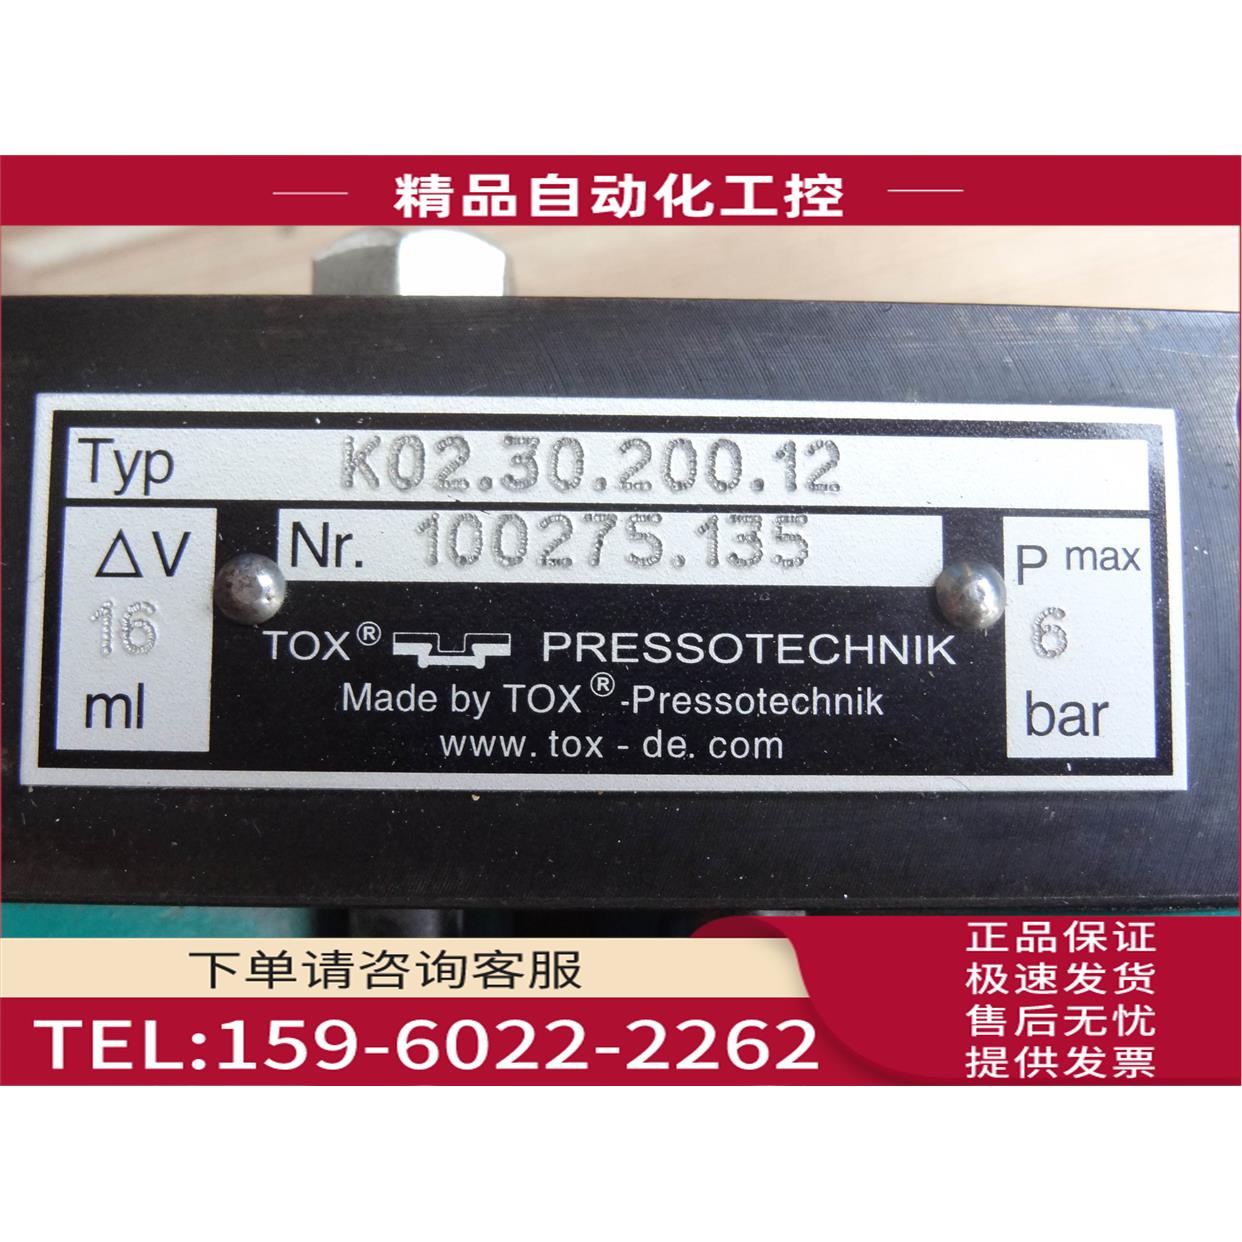 精品自动化工控
Typ K02.30.200.12
ΔV
16
ml
Nr. 100275.135
P max
6
bar
TOX® PRESSOTECHNIK
Made by TOX®-Pressotechnik
www.tox-de.com
下单请咨询客服
TEL:159-6022-2262
正品保证
极速发货
售后无忧
提供发票